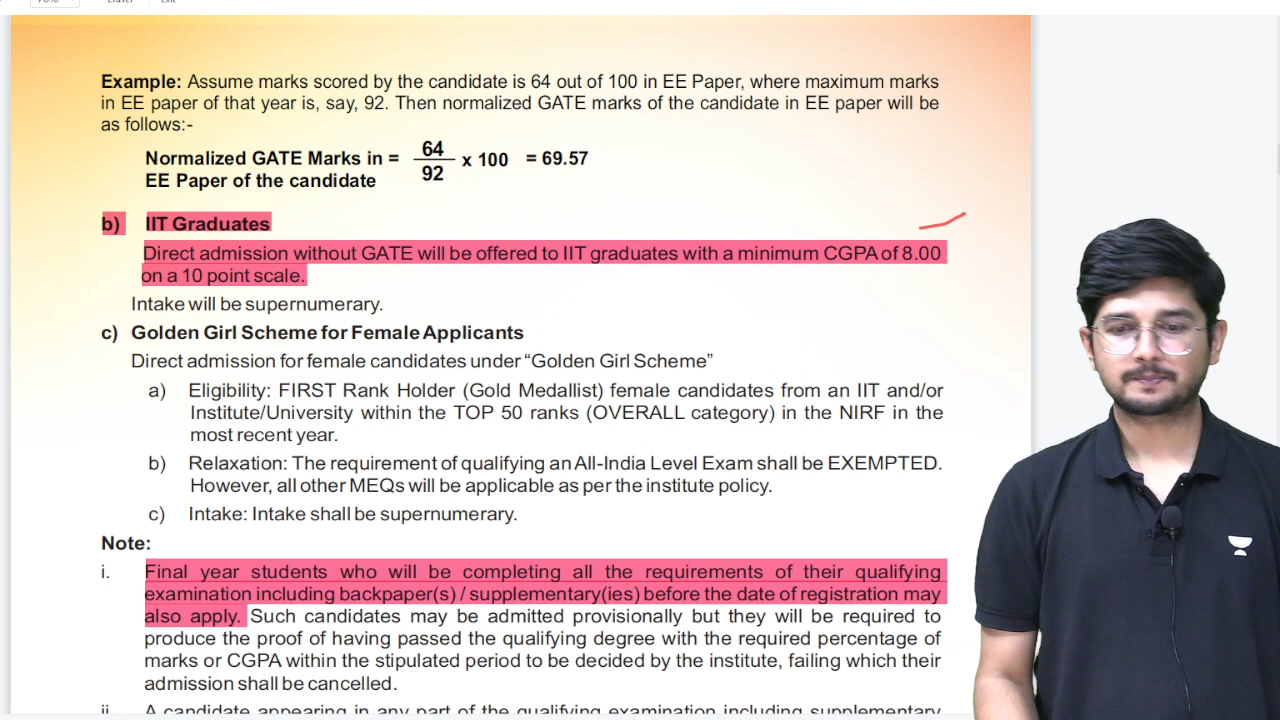 Example: Assume marks scored by the candidate is 64 out of 100 in EE Paper, where maximum marks
in EE paper of that year is, say, 92. Then normalized GATE marks of the candidate in EE paper will be
as follows:-
Normalized GATE Marks in = 64/92 x 100 = 69.57
EE Paper of the candidate
b) IIT Graduates
Direct admission without GATE will be offered to IIT graduates with a minimum CGPA of 8.00
on a 10 point scale.
Intake will be supernumerary.
c) Golden Girl Scheme for Female Applicants
Direct admission for female candidates under “Golden Girl Scheme”
a) Eligibility: FIRST Rank Holder (Gold Medallist) female candidates from an IIT and/or
Institute/University within the TOP 50 ranks (OVERALL category) in the NIRF in the
most recent year.
b) Relaxation: The requirement of qualifying an All-India Level Exam shall be EXEMPTED.
However, all other MEQs will be applicable as per the institute policy.
c) Intake: Intake shall be supernumerary.
Note:
i. Final year students who will be completing all the requirements of their qualifying
examination including backpaper(s) / supplementary(ies) before the date of registration may
also apply. Such candidates may be admitted provisionally but they will be required to
produce the proof of having passed the qualifying degree with the required percentage of
marks or CGPA within the stipulated period to be decided by the institute, failing which their
admission shall be cancelled.
ii. A candidate appearing in any part of the qualifying examination including supplementary